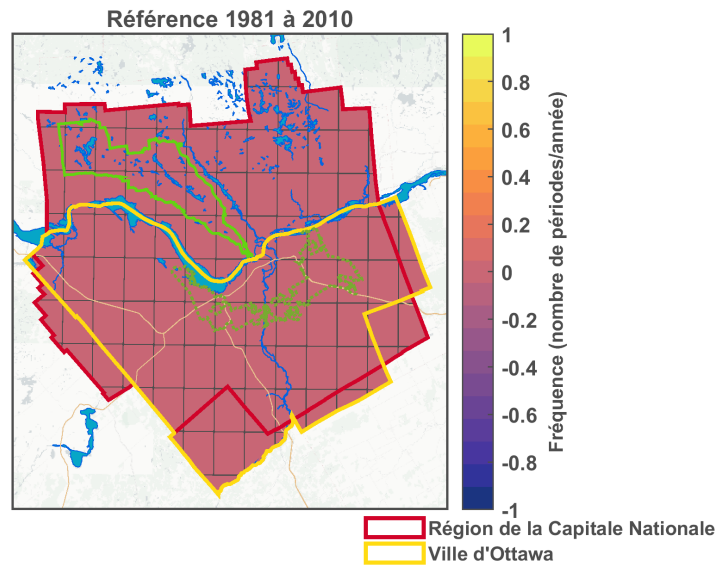 Référence 1981 à 2010
1
0.8
0.6
0.4
0.2
0
-0.2
-0.4
-0.6
-0.8
-1
Fréquence (nombre de périodes/année)
Région de la Capitale Nationale
Ville d'Ottawa